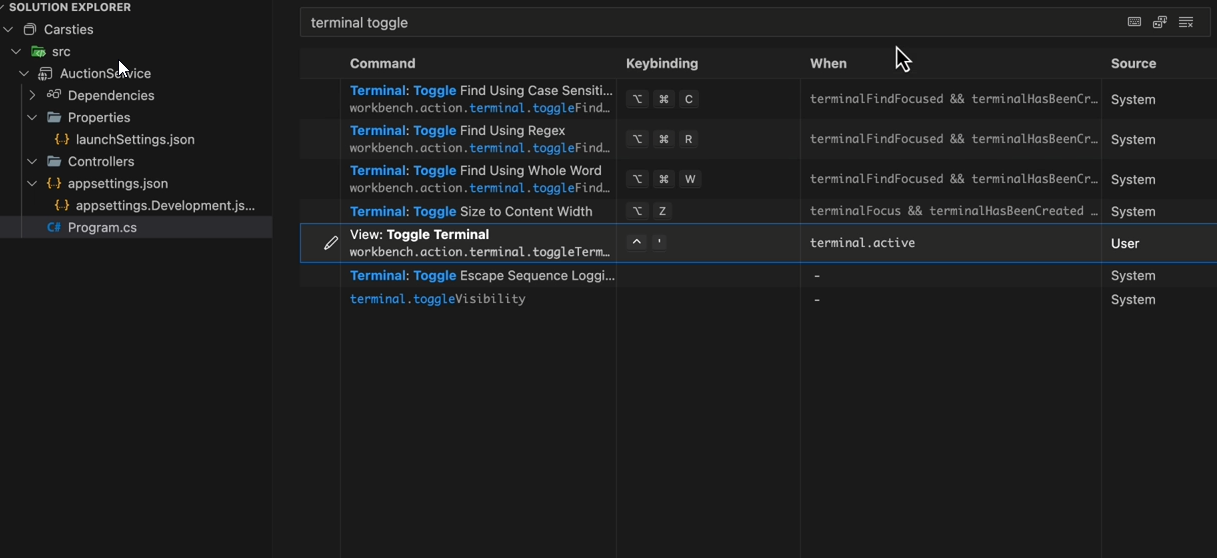 SOLUTION EXPLORER
Carsties
src
AuctionService
Dependencies
Properties
launchSettings.json
Controllers
appsettings.json
appsettings.Development.js...
C# Program.cs
terminal toggle
Command Keybinding When Source
Terminal: Toggle Find Using Case Sensiti...
workbench.action.terminal.toggleFind...
⌥ ⌘ C
terminalFindFocused && terminalHasBeenCr...
System
Terminal: Toggle Find Using Regex
workbench.action.terminal.toggleFind...
⌥ ⌘ R
terminalFindFocused && terminalHasBeenCr...
System
Terminal: Toggle Find Using Whole Word
workbench.action.terminal.toggleFind...
⌥ ⌘ W
terminalFindFocused && terminalHasBeenCr...
System
Terminal: Toggle Size to Content Width
⌥ Z
terminalFocus && terminalHasBeenCreated ...
System
View: Toggle Terminal
workbench.action.terminal.toggleTerm...
⌃ '
terminal.active
User
Terminal: Toggle Escape Sequence Loggi...
-
System
terminal.toggleVisibility
-
System